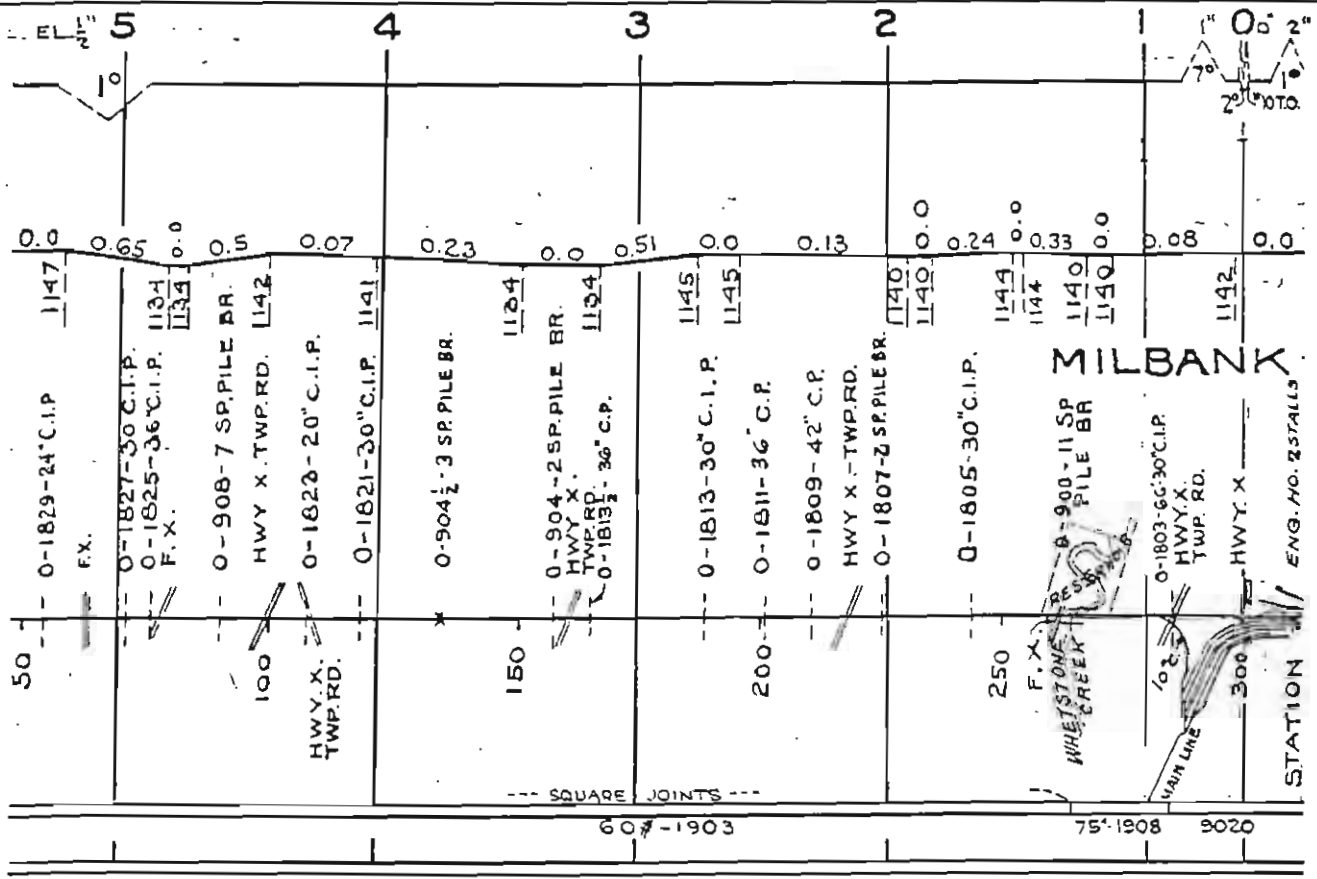 EL ½" 5 4 3 2 1 0
1" 2"
1° 7° 1°
0.0 0.65 0.0 0.5 0.07 0.23 0.0 0.51 0.0 0.13 0.0 0.24 0.0 0.33 0.0 0.08 0.0
1147 1134 1134 1142 1141 1134 1134 1145 1145 1140 1140 1144 1144 1140 1140 1142
MILBANK
0-1829-24" C.I.P
F.X.
0-1827-30 C.I.P.
0-1825-36" C.I.P.
F.X.
0-908-7 SP. PILE BR.
HWY X. TWP. RD.
0-1823-20" C.I.P.
HWY. X.
TWP. RD.
0-1821-30" C.I.P.
0-904½-3 SP. PILE BR.
0-904-2 SP. PILE BR.
HWY X.
TWP. RD.
0-1813½-36" C.P.
0-1813-30" C.I.P.
0-1811-36" C.P.
0-1809-42" C.P.
HWY X.-TWP. RD.
0-1807-2 SP. PILE BR.
0-1805-30" C.I.P.
F.X.
WHETSTONE
CREEK
0-900-11 SP
PILE BR
0-1803-66-30" C.I.P.
HWY. X.
TWP. RD.
HWY. X
ENG. HO. 2 STALLS
50 100 150 200 250 300
MAIN LINE
STATION
--- SQUARE JOINTS ---
60#-1903 75#-1908 9020